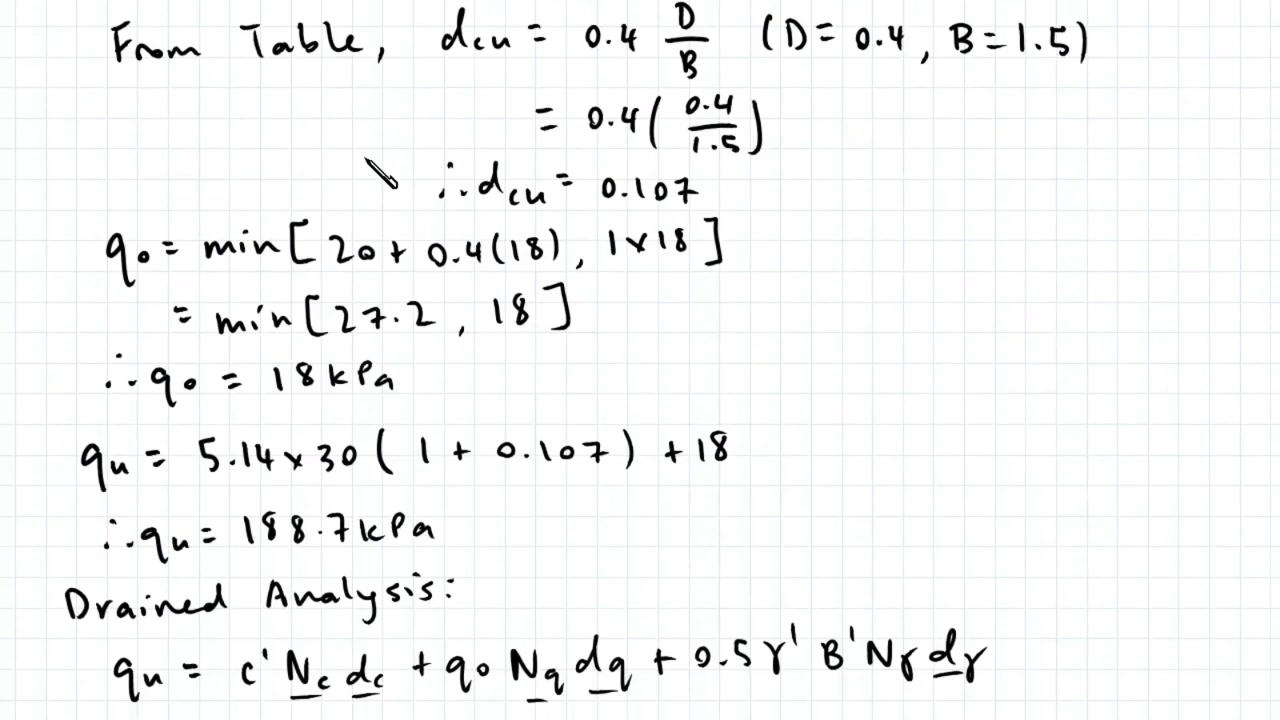 From Table, dcu = 0.4 D/B (D = 0.4, B = 1.5)
= 0.4 ( 0.4/1.5 )
∴ dcu = 0.107
q0 = min[ 20 + 0.4(18), 1×18 ]
= min[ 27.2, 18 ]
∴ q0 = 18 kPa
qu = 5.14 × 30 ( 1 + 0.107 ) + 18
∴ qu = 188.7 kPa
Drained Analysis:
qu = c' Nc dc + q0 Nq dq + 0.5 γ' B' Nγ dγ